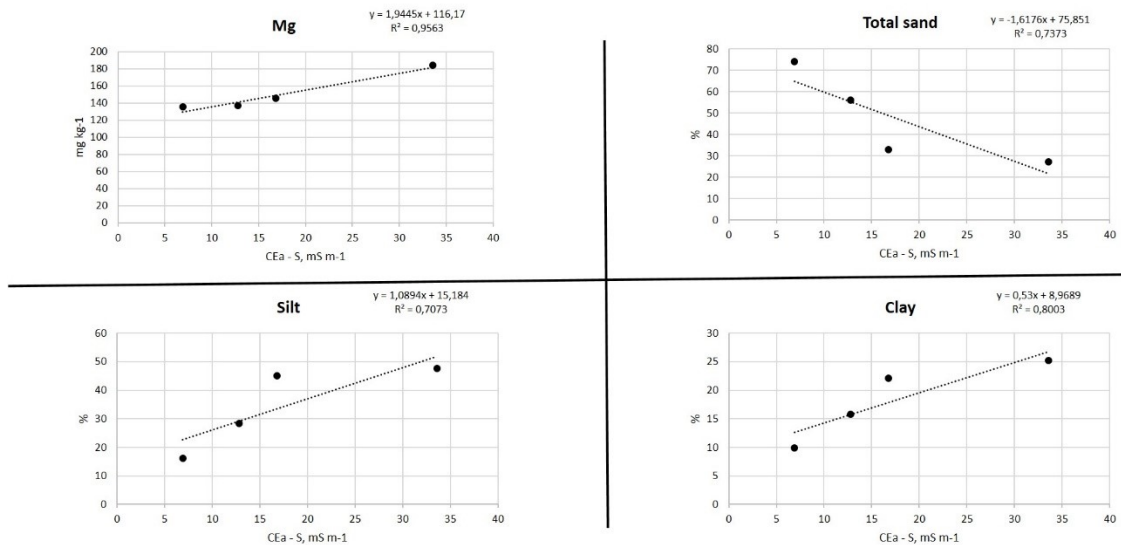 Mg
y = 1,9445x + 116,17
R² = 0,9563
200
180
160
140
120
100
80
60
40
20
0
mg kg-1
0 5 10 15 20 25 30 35 40
CEa - S, mS m-1
Total sand
y = -1,6176x + 75,851
R² = 0,7373
80
70
60
50
40
30
20
10
0
%
0 5 10 15 20 25 30 35 40
CEa - S, mS m-1
Silt
y = 1,0894x + 15,184
R² = 0,7073
60
50
40
30
20
10
0
%
0 5 10 15 20 25 30 35 40
CEa - S, mS m-1
Clay
y = 0,53x + 8,9689
R² = 0,8003
30
25
20
15
10
5
0
%
0 5 10 15 20 25 30 35 40
CEa - S, mS m-1